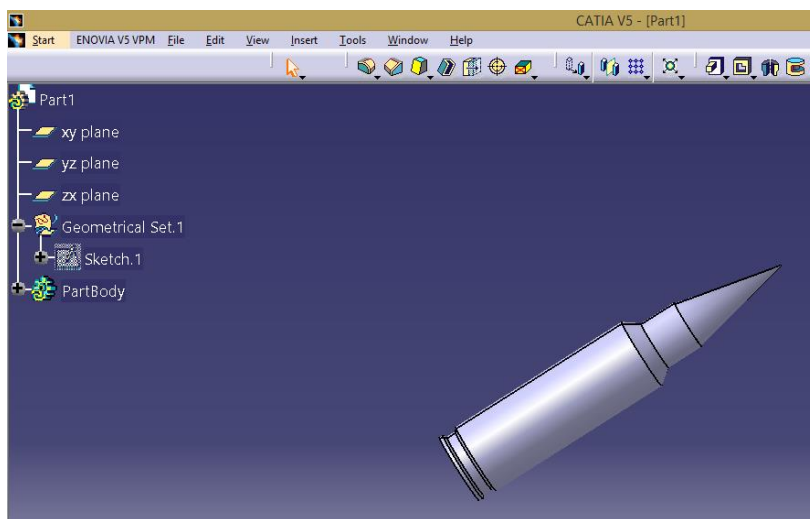 CATIA V5 - [Part1]
Start ENOVIA V5 VPM File Edit View Insert Tools Window Help
Part1
xy plane
yz plane
zx plane
Geometrical Set.1
Sketch.1
PartBody